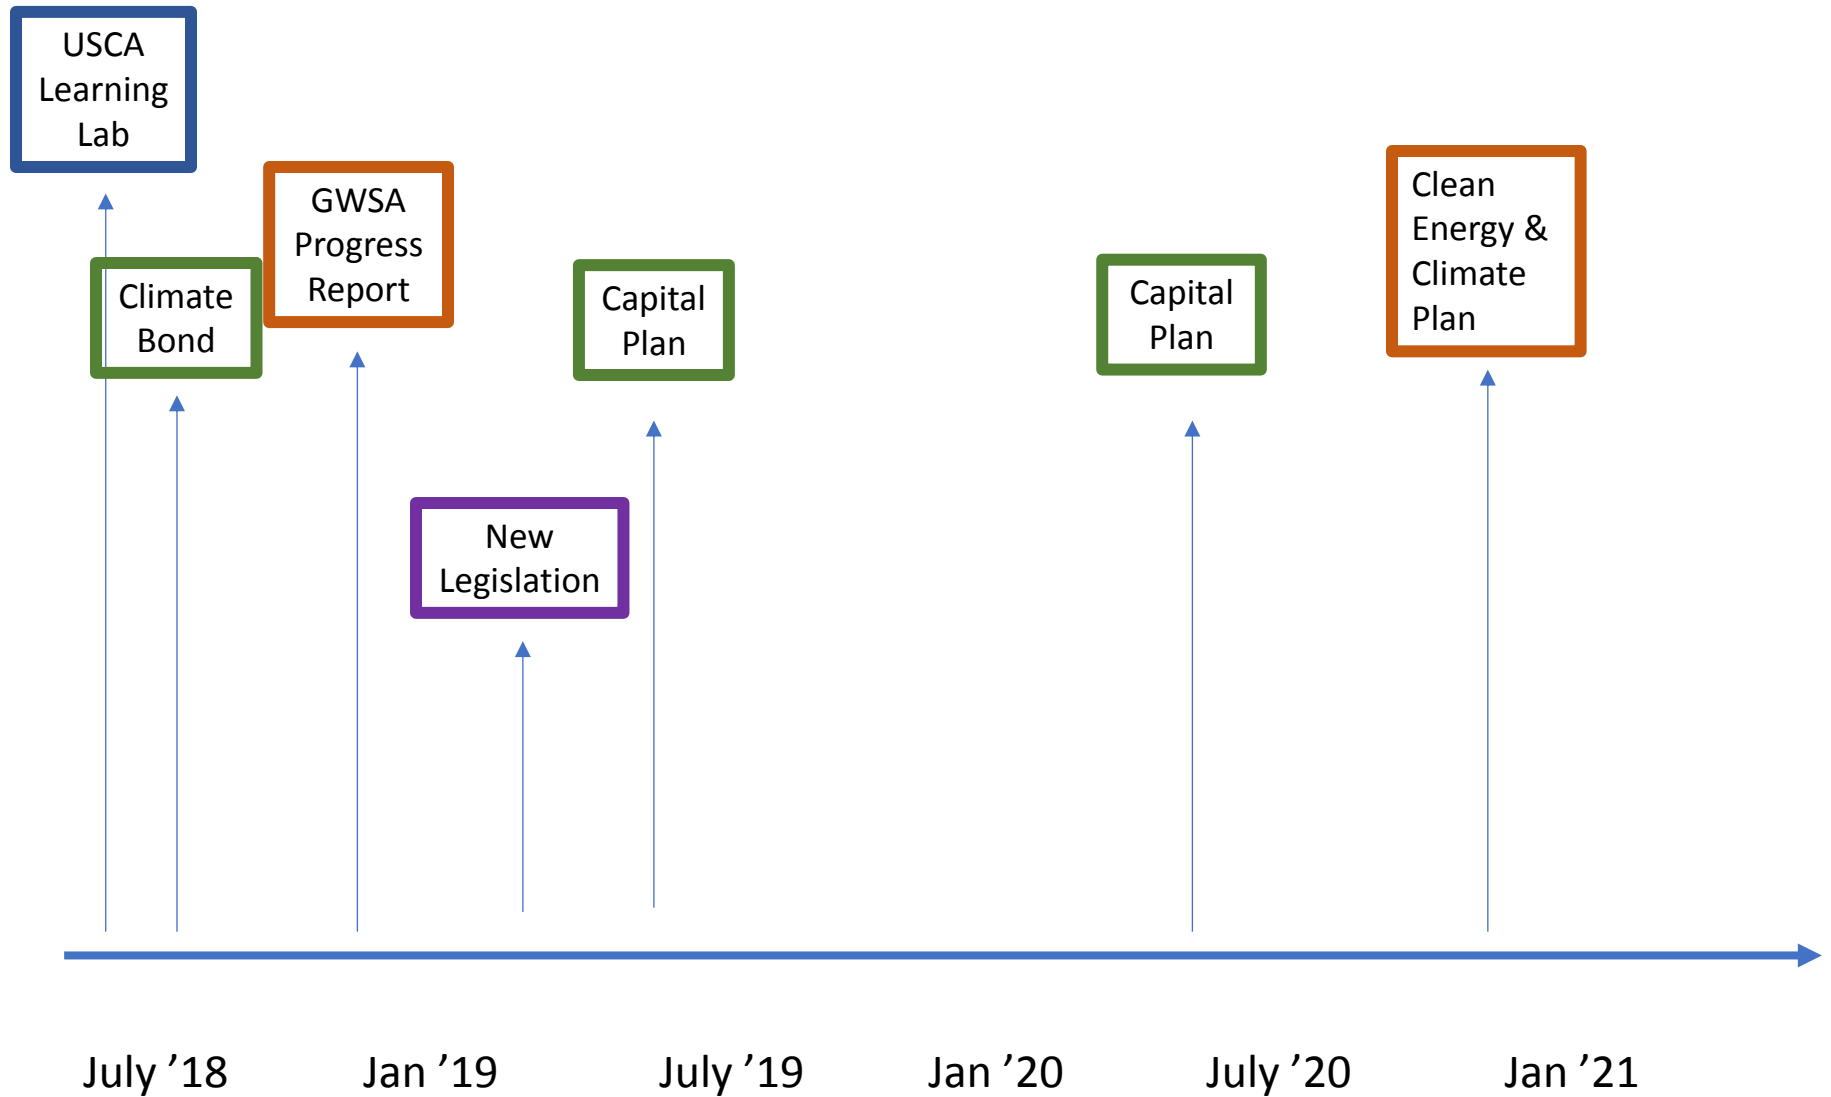 USCA
Learning
Lab
Climate
Bond
GWSA
Progress
Report
New
Legislation
Capital
Plan
Capital
Plan
Clean
Energy &
Climate
Plan
July ’18
Jan ’19
July ’19
Jan ’20
July ’20
Jan ’21